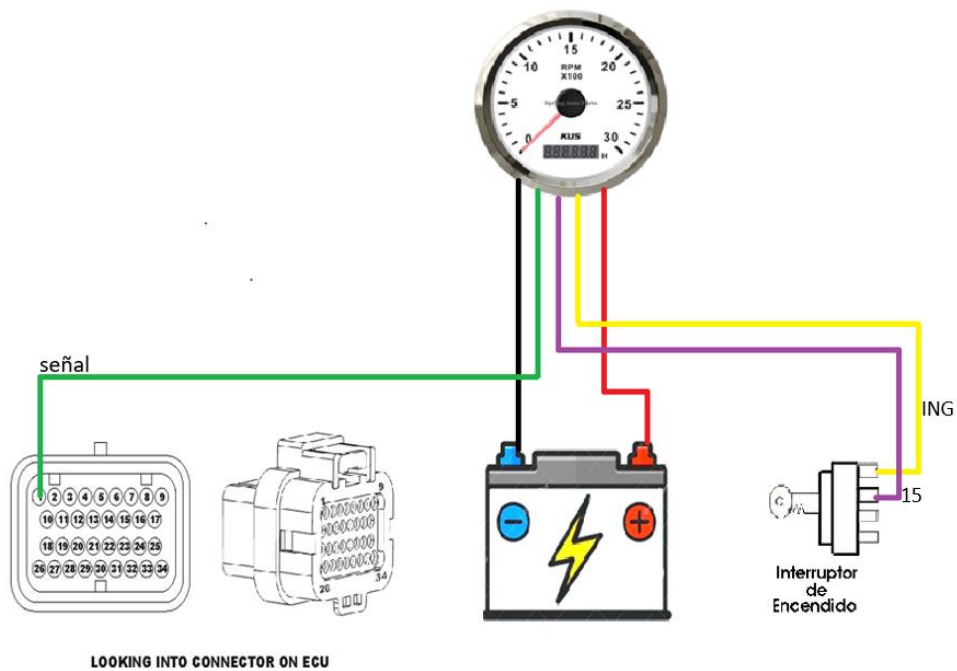 15
10
20
RPM
X100
5
25
0
KUS
30
H
señal
ING
15
1 2 3 4 5 6 7 8 9
10 11 12 13 14 15 16 17
18 19 20 21 22 23 24 25
26 27 28 29 30 31 32 33 34
9
26
34
Interruptor
de
Encendido
LOOKING INTO CONNECTOR ON ECU